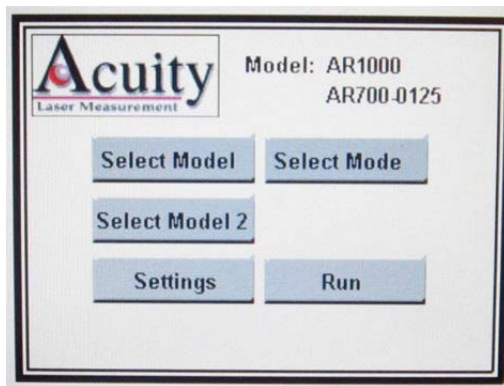 Acuity
Laser Measurement
Model: AR1000
AR700-0125
Select Model
Select Mode
Select Model 2
Settings
Run